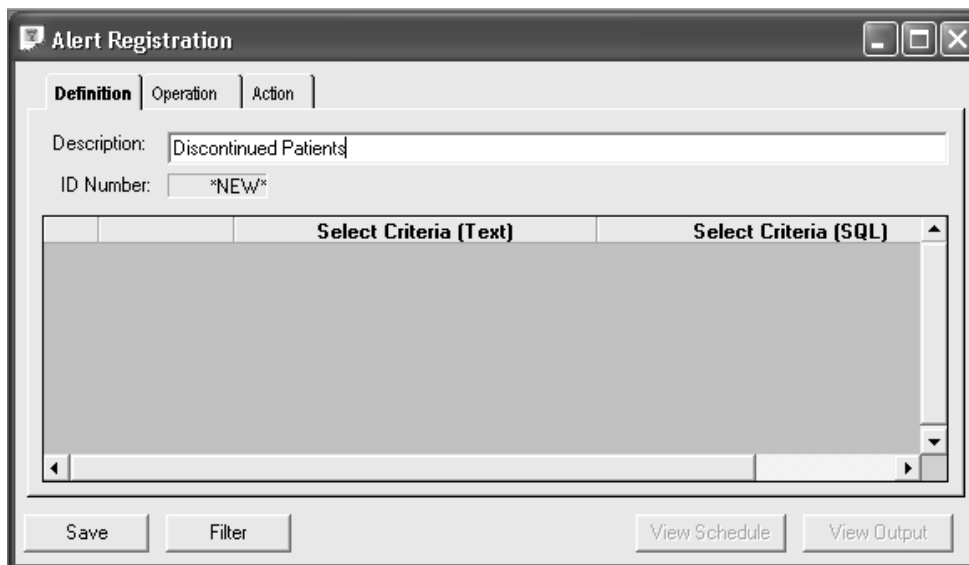 Alert Registration
Definition Operation Action
Description: Discontinued Patients
ID Number: *NEW*
Select Criteria (Text) Select Criteria (SQL)
Save Filter View Schedule View Output